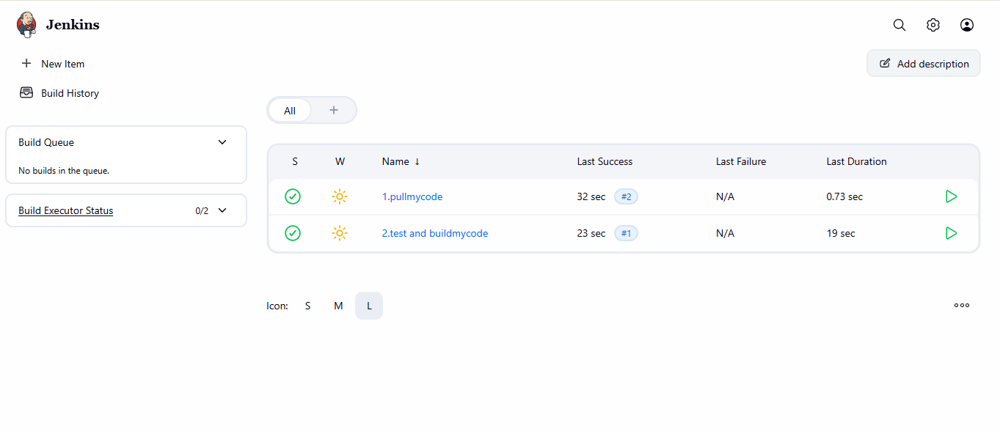 Jenkins
New Item
Add description
Build History
All
Build Queue
No builds in the queue.
Build Executor Status 0/2
S W Name ↓ Last Success Last Failure Last Duration
1.pullmycode 32 sec #2 N/A 0.73 sec
2.test and buildmycode 23 sec #1 N/A 19 sec
Icon: S M L